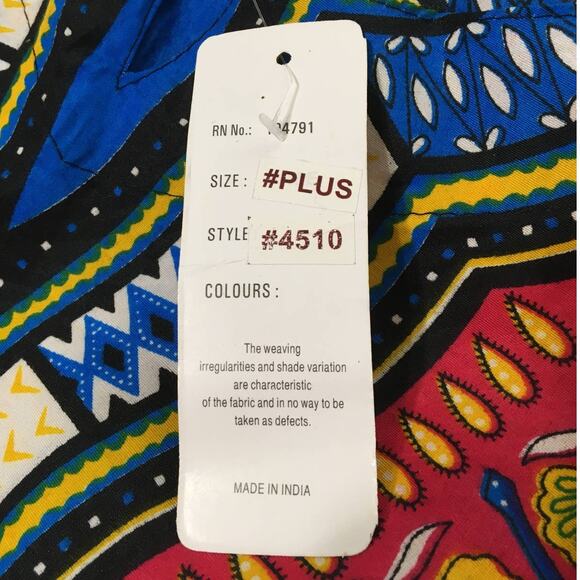 RN No.:
SIZE : #PLUS
STYLE #4510
COLOURS :
The weaving
irregularities and shade variation
are characteristic
of the fabric and in no way to be
taken as defects.
MADE IN INDIA